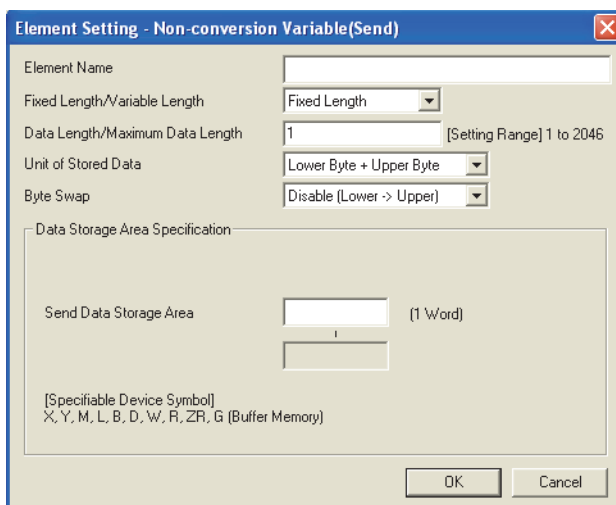 Element Setting - Non-conversion Variable(Send)
Element Name
Fixed Length/Variable Length Fixed Length
Data Length/Maximum Data Length 1 [Setting Range] 1 to 2046
Unit of Stored Data Lower Byte + Upper Byte
Byte Swap Disable (Lower -> Upper)
Data Storage Area Specification
Send Data Storage Area (1 Word)
[Specifiable Device Symbol]
X, Y, M, L, B, D, W, R, ZR, G (Buffer Memory)
OK Cancel